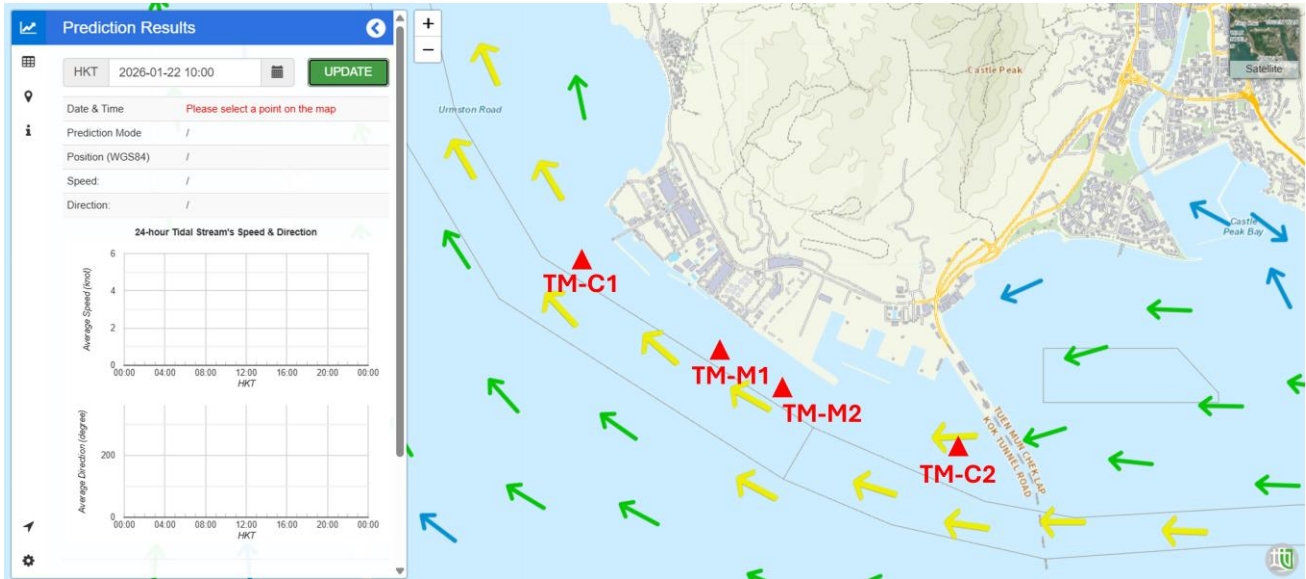 Prediction Results
HKT 2026-01-22 10:00 UPDATE
Date & Time Please select a point on the map
Prediction Mode /
Position (WGS84) /
Speed: /
Direction: /
24-hour Tidal Stream's Speed & Direction
Average Speed (knot)
6
4
2
0
00:00 04:00 08:00 12:00 16:00 20:00 00:00
HKT
Average Direction (degree)
200
0
00:00 04:00 08:00 12:00 16:00 20:00 00:00
HKT
+
−
Urmston Road
Castle Peak
Satellite
Castle
Peak Bay
TM-C1
TM-M1
TM-M2
TM-C2
TUEN MUN CHEK LAP
KOK TUNNEL ROAD